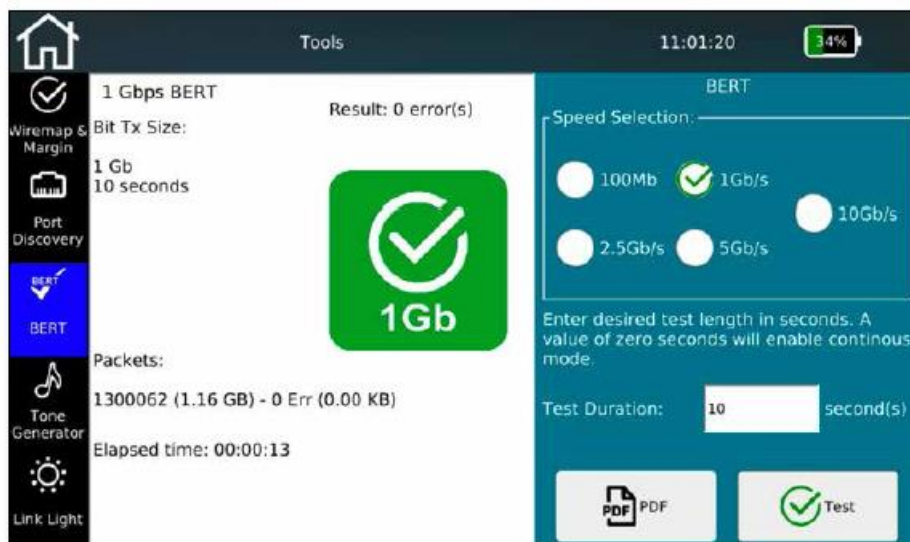 Tools
11:01:20
34%
Wiremap &
Margin
Port
Discovery
BERT
BERT
Tone
Generator
Link Light
1 Gbps BERT
Result: 0 error(s)
Bit Tx Size:
1 Gb
10 seconds
1Gb
Packets:
1300062 (1.16 GB) - 0 Err (0.00 KB)
Elapsed time: 00:00:13
BERT
Speed Selection:
100Mb
1Gb/s
10Gb/s
2.5Gb/s
5Gb/s
Enter desired test length in seconds. A
value of zero seconds will enable continous
mode.
Test Duration:
10
second(s)
PDF
PDF
Test